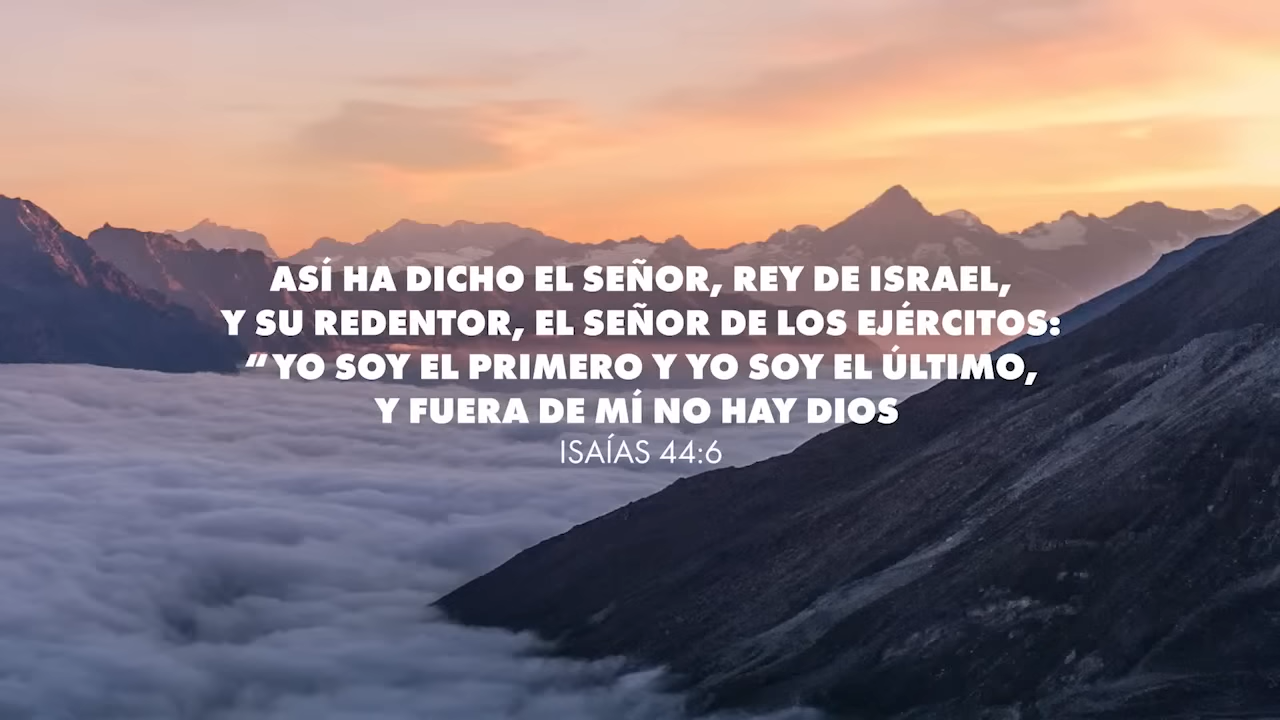 ASÍ HA DICHO EL SEÑOR, REY DE ISRAEL,
Y SU REDENTOR, EL SEÑOR DE LOS EJÉRCITOS:
“YO SOY EL PRIMERO Y YO SOY EL ÚLTIMO,
Y FUERA DE MÍ NO HAY DIOS
ISAÍAS 44:6